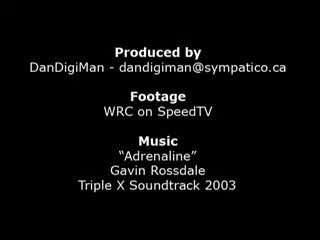 Produced by
DanDigiMan - dandigiman@sympatico.ca
Footage
WRC on SpeedTV
Music
“Adrenaline”
Gavin Rossdale
Triple X Soundtrack 2003